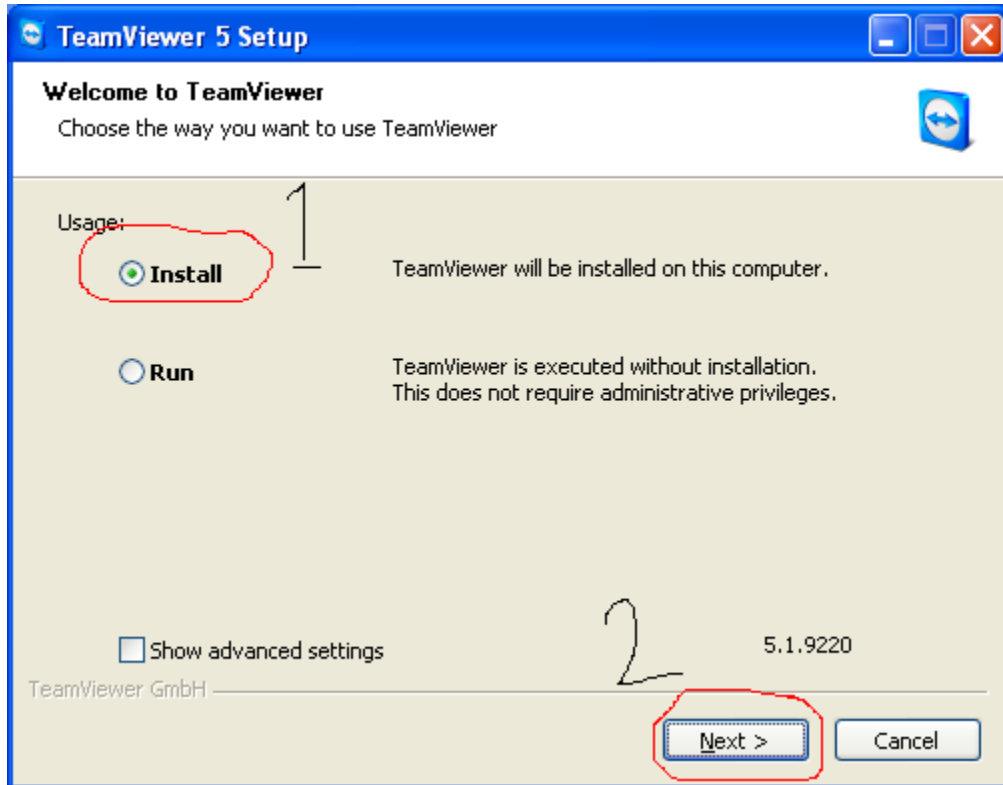 TeamViewer 5 Setup
Welcome to TeamViewer
Choose the way you want to use TeamViewer
1
Usage:
Install
TeamViewer will be installed on this computer.
Run
TeamViewer is executed without installation.
This does not require administrative privileges.
2
Show advanced settings
5.1.9220
TeamViewer GmbH
Next >
Cancel